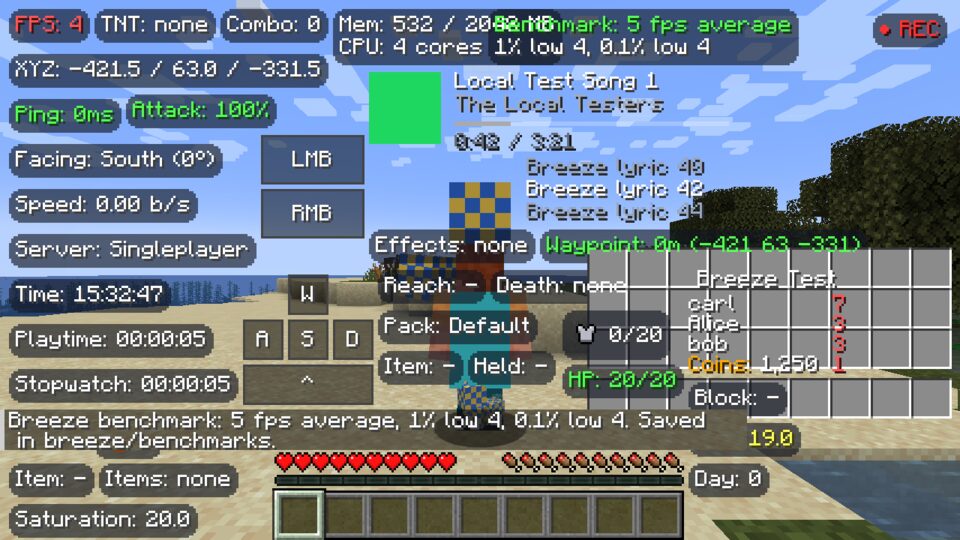 FPS: 4
TNT: none
Combo: 0
Mem: 532 / 2048 MB
Benchmark: 5 fps average
CPU: 4 cores
1% low 4, 0.1% low 4
● REC
XYZ: -421.5 / 63.0 / -331.5
Local Test Song 1
The Local Testers
Ping: 0ms
Attack: 100%
0:42 / 3:21
Facing: South (0°)
LMB
Breeze lyric 40
Breeze lyric 42
Breeze lyric 44
Speed: 0.00 b/s
RMB
Server: Singleplayer
Effects: none
Waypoint: 0m (-421 63 -331)
Time: 15:32:47
W
Reach: -
Death: none
Breeze Test
carl 7
Alice 3
bob 3
Coins: 1,250 1
Playtime: 00:00:05
A
S
D
Pack: Default
0/20
Stopwatch: 00:00:05
^
Item: -
Held: -
HP: 20/20
Block: -
Breeze benchmark: 5 fps average, 1% low 4, 0.1% low 4. Saved
in breeze/benchmarks.
19.0
Item: -
Items: none
Day: 0
Saturation: 20.0